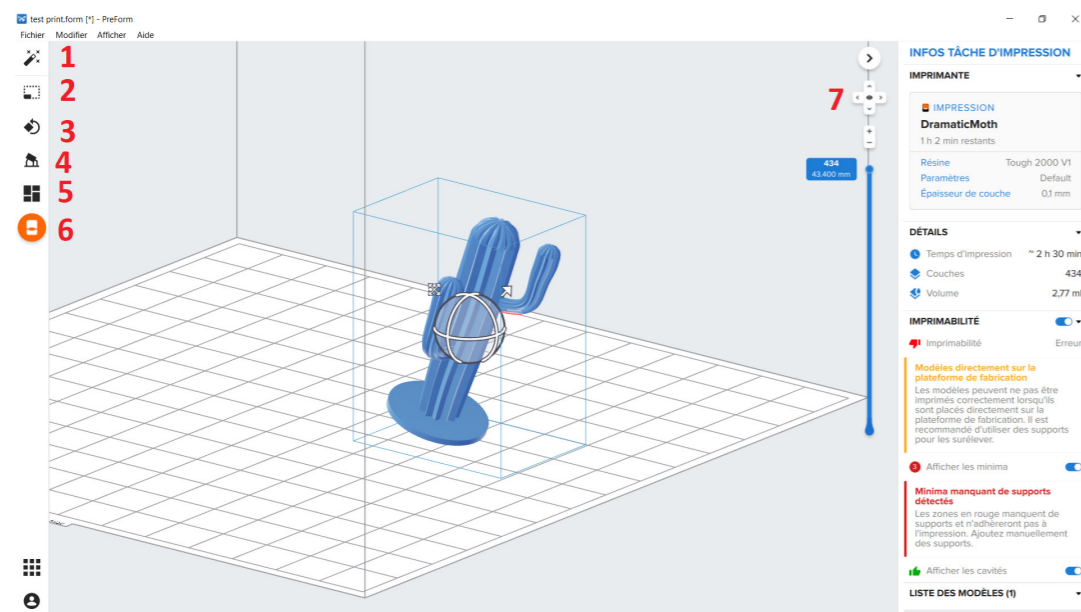 test print.form [*] - PreForm
Fichier Modifier Afficher Aide
1
2
3
4
5
6
7
434
43.400 mm
INFOS TÂCHE D'IMPRESSION
IMPRIMANTE
IMPRESSION
DramaticMoth
1 h 2 min restants
Résine Tough 2000 V1
Paramètres Default
Épaisseur de couche 0,1 mm
DÉTAILS
Temps d'impression ~ 2 h 30 min
Couches 434
Volume 2,77 ml
IMPRIMABILITÉ
Imprimabilité Erreur
Modèles directement sur la
plateforme de fabrication
Les modèles peuvent ne pas être
imprimés correctement lorsqu'ils
sont placés directement sur la
plateforme de fabrication. Il est
recommandé d'utiliser des supports
pour les surélever.
3 Afficher les minima
Minima manquant de supports
détectés
Les zones en rouge manquent de
supports et n'adhèreront pas à
l'impression. Ajoutez manuellement
des supports.
Afficher les cavités
LISTE DES MODÈLES (1)